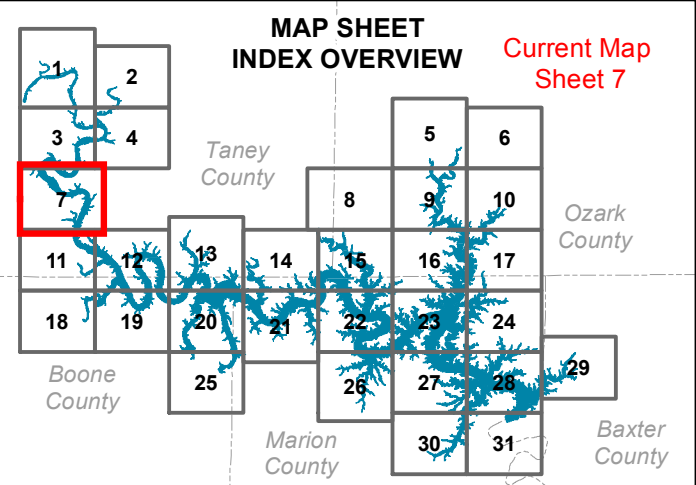 MAP SHEET
INDEX OVERVIEW
Current Map
Sheet 7
1
2
3
4
5
6
Taney
County
7
8
9
10
Ozark
County
11
12
13
14
15
16
17
18
19
20
21
22
23
24
Boone
County
25
26
27
28
29
Marion
County
30
31
Baxter
County